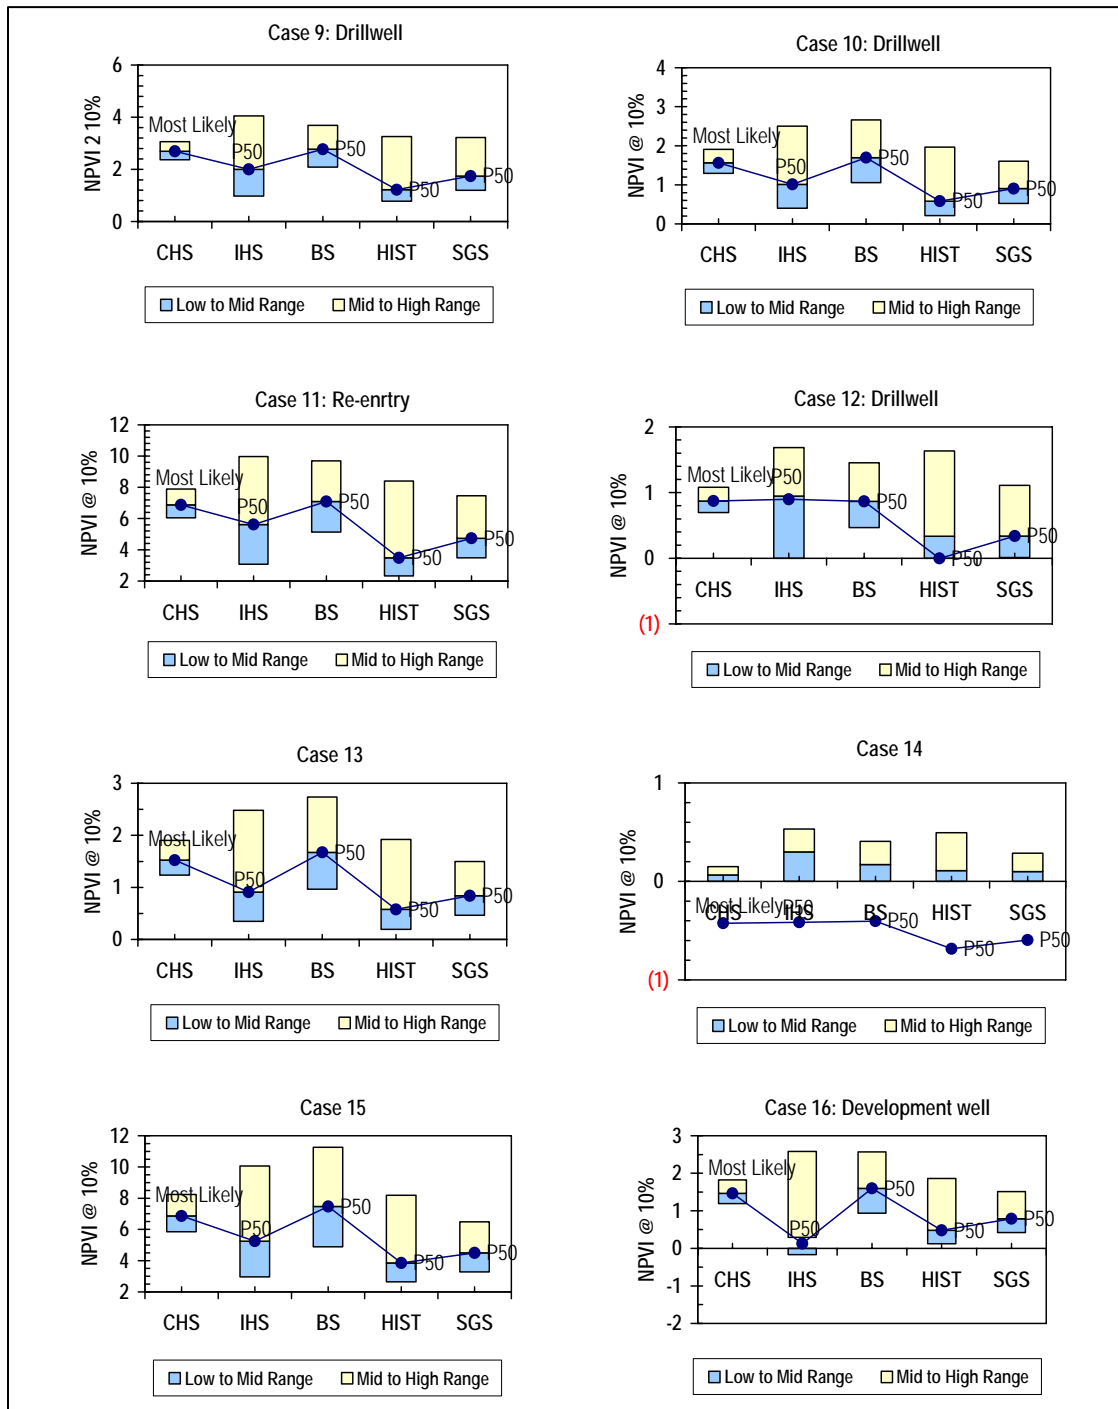 Case 9: Drillwell
NPVI 2 10%
6
4
2
0
Most Likely
P50
P50
P50
P50
CHS IHS BS HIST SGS
Low to Mid Range Mid to High Range
Case 10: Drillwell
NPVI @ 10%
4
3
2
1
0
Most Likely
P50
P50
P50
P50
CHS IHS BS HIST SGS
Low to Mid Range Mid to High Range
Case 11: Re-enrtry
NPVI @ 10%
12
10
8
6
4
2
Most Likely
P50
P50
P50
P50
CHS IHS BS HIST SGS
Low to Mid Range Mid to High Range
Case 12: Drillwell
NPVI @ 10%
2
1
0
(1)
Most Likely
P50
P50
P50
P50
CHS IHS BS HIST SGS
Low to Mid Range Mid to High Range
Case 13
NPVI @ 10%
3
2
1
0
Most Likely
P50
P50
P50
P50
CHS IHS BS HIST SGS
Low to Mid Range Mid to High Range
Case 14
NPVI @ 10%
1
0
(1)
CHS IHS BS HIST SGS
Most Likely
P50
P50
P50
P50
Low to Mid Range Mid to High Range
Case 15
NPVI @ 10%
12
10
8
6
4
2
Most Likely
P50
P50
P50
P50
CHS IHS BS HIST SGS
Low to Mid Range Mid to High Range
Case 16: Development well
NPVI @ 10%
3
2
1
0
-1
-2
Most Likely
P50
P50
P50
P50
CHS IHS BS HIST SGS
Low to Mid Range Mid to High Range